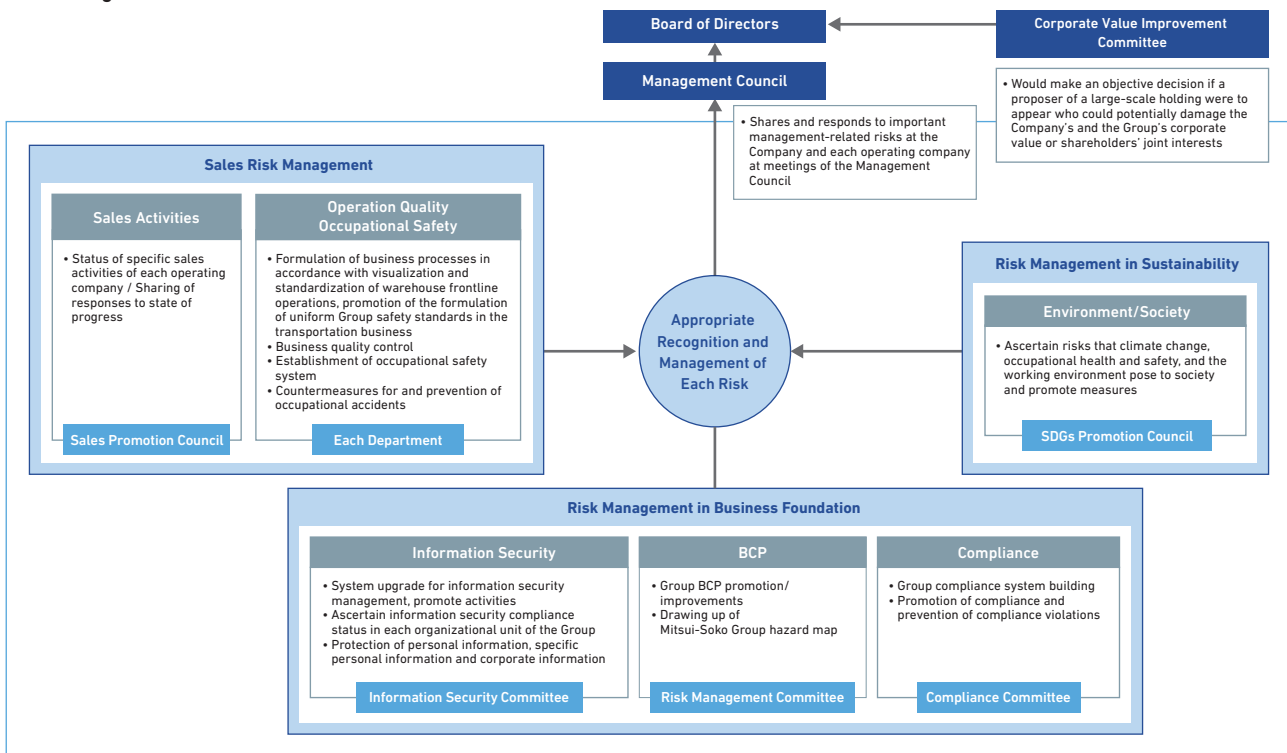 Board of Directors
Corporate Value Improvement
Committee
Management Council
• Would make an objective decision if a
proposer of a large-scale holding were to
appear who could potentially damage the
Company's and the Group's corporate
value or shareholders' joint interests
• Shares and responds to important
management-related risks at the
Company and each operating company
at meetings of the Management
Council
Sales Risk Management
Sales Activities
• Status of specific sales
activities of each operating
company / Sharing of
responses to state of
progress
Sales Promotion Council
Operation Quality
Occupational Safety
• Formulation of business processes in
accordance with visualization and
standardization of warehouse frontline
operations, promotion of the formulation
of uniform Group safety standards in the
transportation business
• Business quality control
• Establishment of occupational safety
system
• Countermeasures for and prevention of
occupational accidents
Each Department
Appropriate
Recognition and
Management of
Each Risk
Risk Management in Sustainability
Environment/Society
• Ascertain risks that climate change,
occupational health and safety, and the
working environment pose to society
and promote measures
SDGs Promotion Council
Risk Management in Business Foundation
Information Security
• System upgrade for information security
management, promote activities
• Ascertain information security compliance
status in each organizational unit of the Group
• Protection of personal information, specific
personal information and corporate information
Information Security Committee
BCP
• Group BCP promotion/
improvements
• Drawing up of
Mitsui-Soko Group hazard map
Risk Management Committee
Compliance
• Group compliance system building
• Promotion of compliance and
prevention of compliance violations
Compliance Committee